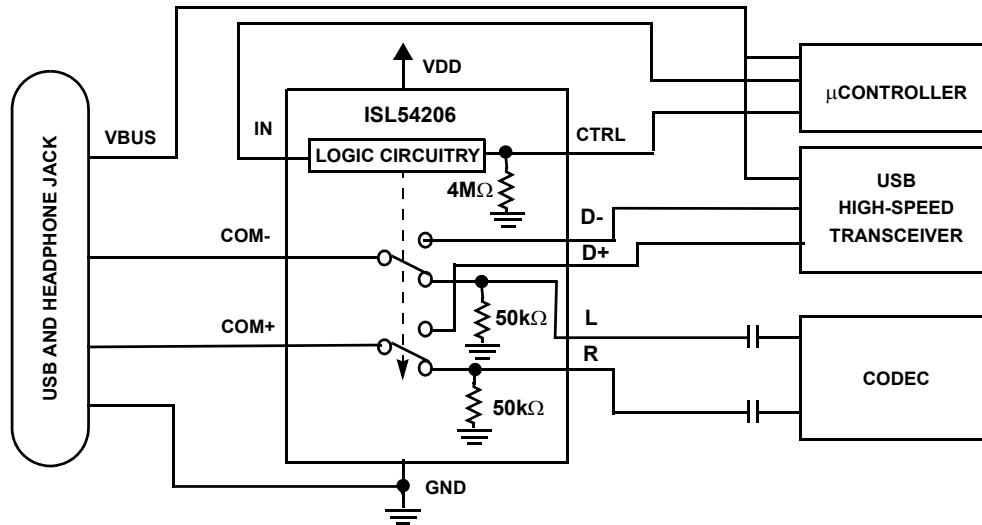 USB AND HEADPHONE JACK
VBUS
COM-
COM+
IN
VDD
ISL54206
LOGIC CIRCUITRY
4MΩ
50kΩ
50kΩ
CTRL
D-
D+
L
R
GND
μCONTROLLER
USB
HIGH-SPEED
TRANSCEIVER
CODEC